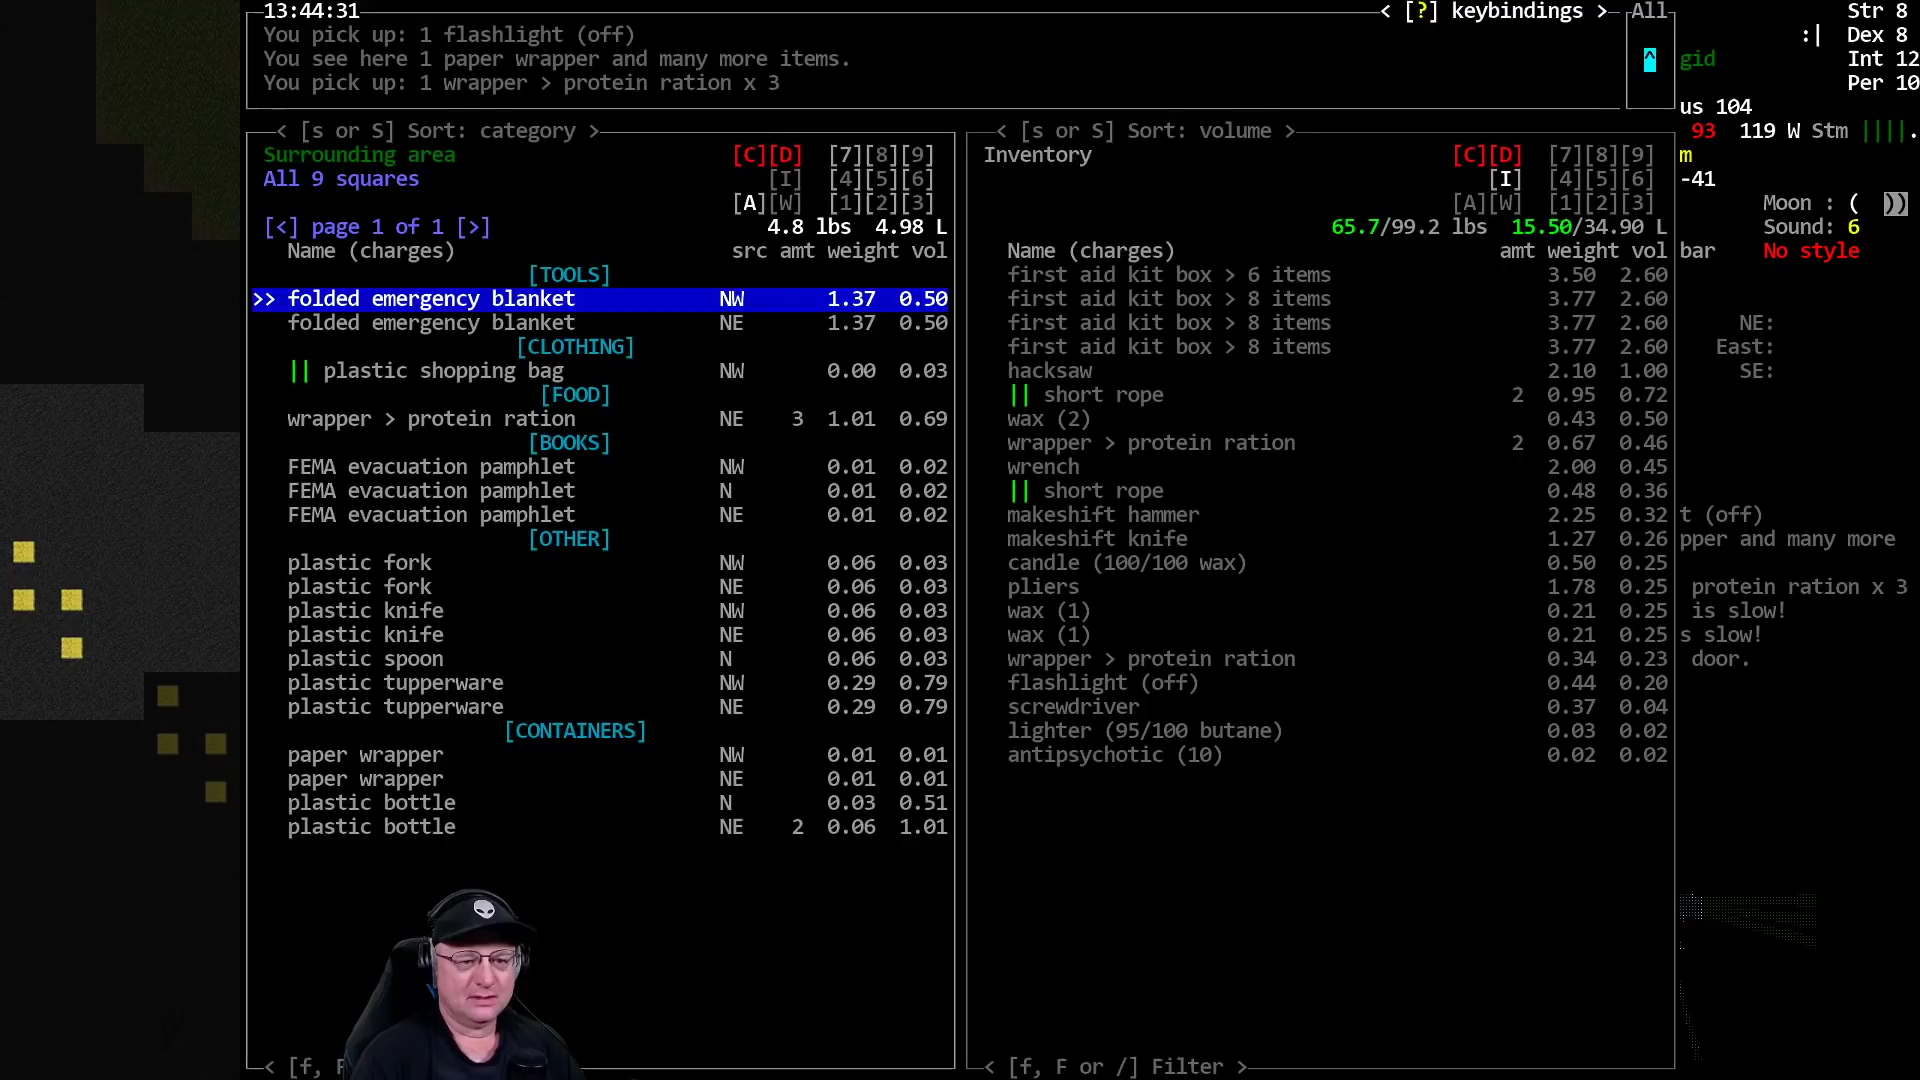 13:44:31 < [?] keybindings > All Str 8
You pick up: 1 flashlight (off) :| Dex 8
You see here 1 paper wrapper and many more items. ^ gid Int 12
You pick up: 1 wrapper > protein ration x 3 Per 10
us 104
< [s or S] Sort: category > < [s or S] Sort: volume > 93 119 W Stm ||||.
Surrounding area [C][D] [7][8][9] Inventory [C][D] [7][8][9] m
All 9 squares [I] [4][5][6] [I] [4][5][6] -41
[A][W] [1][2][3] [A][W] [1][2][3] Moon : ( ))
[<] page 1 of 1 [>] 4.8 lbs 4.98 L 65.7/99.2 lbs 15.50/34.90 L Sound: 6
Name (charges) src amt weight vol Name (charges) amt weight vol bar No style
[TOOLS] first aid kit box > 6 items 3.50 2.60
>> folded emergency blanket NW 1.37 0.50 first aid kit box > 8 items 3.77 2.60
folded emergency blanket NE 1.37 0.50 first aid kit box > 8 items 3.77 2.60 NE:
[CLOTHING] first aid kit box > 8 items 3.77 2.60 East:
|| plastic shopping bag NW 0.00 0.03 hacksaw 2.10 1.00 SE:
[FOOD] || short rope 2 0.95 0.72
wrapper > protein ration NE 3 1.01 0.69 wax (2) 0.43 0.50
[BOOKS] wrapper > protein ration 2 0.67 0.46
FEMA evacuation pamphlet NW 0.01 0.02 wrench 2.00 0.45
FEMA evacuation pamphlet N 0.01 0.02 || short rope 0.48 0.36
FEMA evacuation pamphlet NE 0.01 0.02 makeshift hammer 2.25 0.32 t (off)
[OTHER] makeshift knife 1.27 0.26 pper and many more
plastic fork NW 0.06 0.03 candle (100/100 wax) 0.50 0.25
plastic fork NE 0.06 0.03 pliers 1.78 0.25 protein ration x 3
plastic knife NW 0.06 0.03 wax (1) 0.21 0.25 is slow!
plastic knife NE 0.06 0.03 wax (1) 0.21 0.25 s slow!
plastic spoon N 0.06 0.03 wrapper > protein ration 0.34 0.23 door.
plastic tupperware NW 0.29 0.79 flashlight (off) 0.44 0.20
plastic tupperware NE 0.29 0.79 screwdriver 0.37 0.04
[CONTAINERS] lighter (95/100 butane) 0.03 0.02
paper wrapper NW 0.01 0.01 antipsychotic (10) 0.02 0.02
paper wrapper NE 0.01 0.01
plastic bottle N 0.03 0.51
plastic bottle NE 2 0.06 1.01
< [f, F < [f, F or /] Filter >